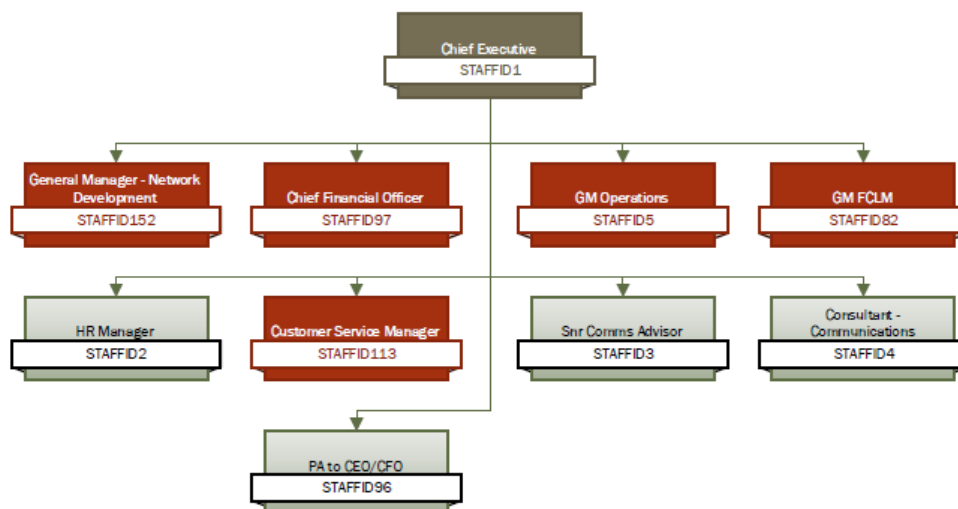 Chief Executive
STAFFID1
General Manager - Network
Development
STAFFID152
Chief Financial Officer
STAFFID97
GM Operations
STAFFID5
GM FCLM
STAFFID82
HR Manager
STAFFID2
Customer Service Manager
STAFFID113
Snr Comms Advisor
STAFFID3
Consultant -
Communications
STAFFID4
PA to CEO/CFO
STAFFID96